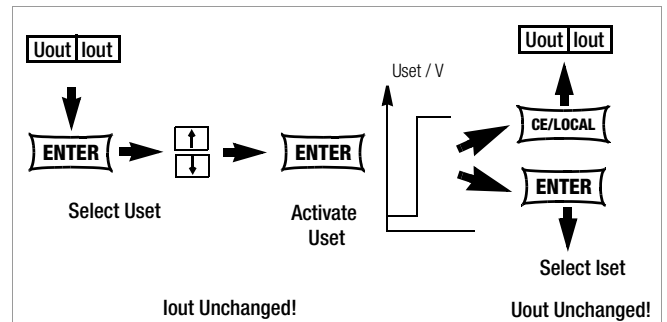 Uout Iout
Uout Iout
Uset / V
ENTER
ENTER
CE/LOCAL
ENTER
Select Uset
Activate
Uset
Select Iset
Iout Unchanged!
Uout Unchanged!